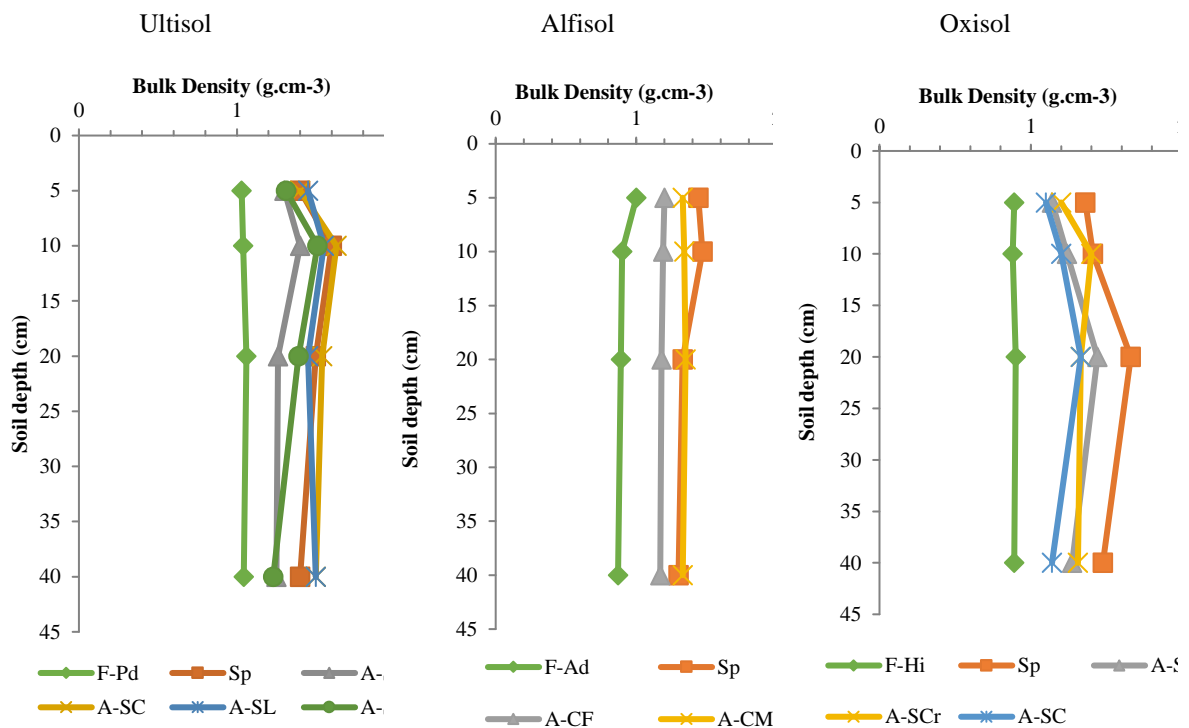 Ultisol
Alfisol
Oxisol
Bulk Density (g.cm-3)
0 1
0
5
10
15
20
25
30
35
40
45
Soil depth (cm)
F-Pd Sp
A-SC A-SL
Bulk Density (g.cm-3)
0 1
0
5
10
15
20
25
30
35
40
45
Soil depth (cm)
F-Ad Sp
A-CF A-CM
Bulk Density (g.cm-3)
0 1
0
5
10
15
20
25
30
35
40
45
Soil depth (cm)
F-Hi Sp
A-SCr A-SC